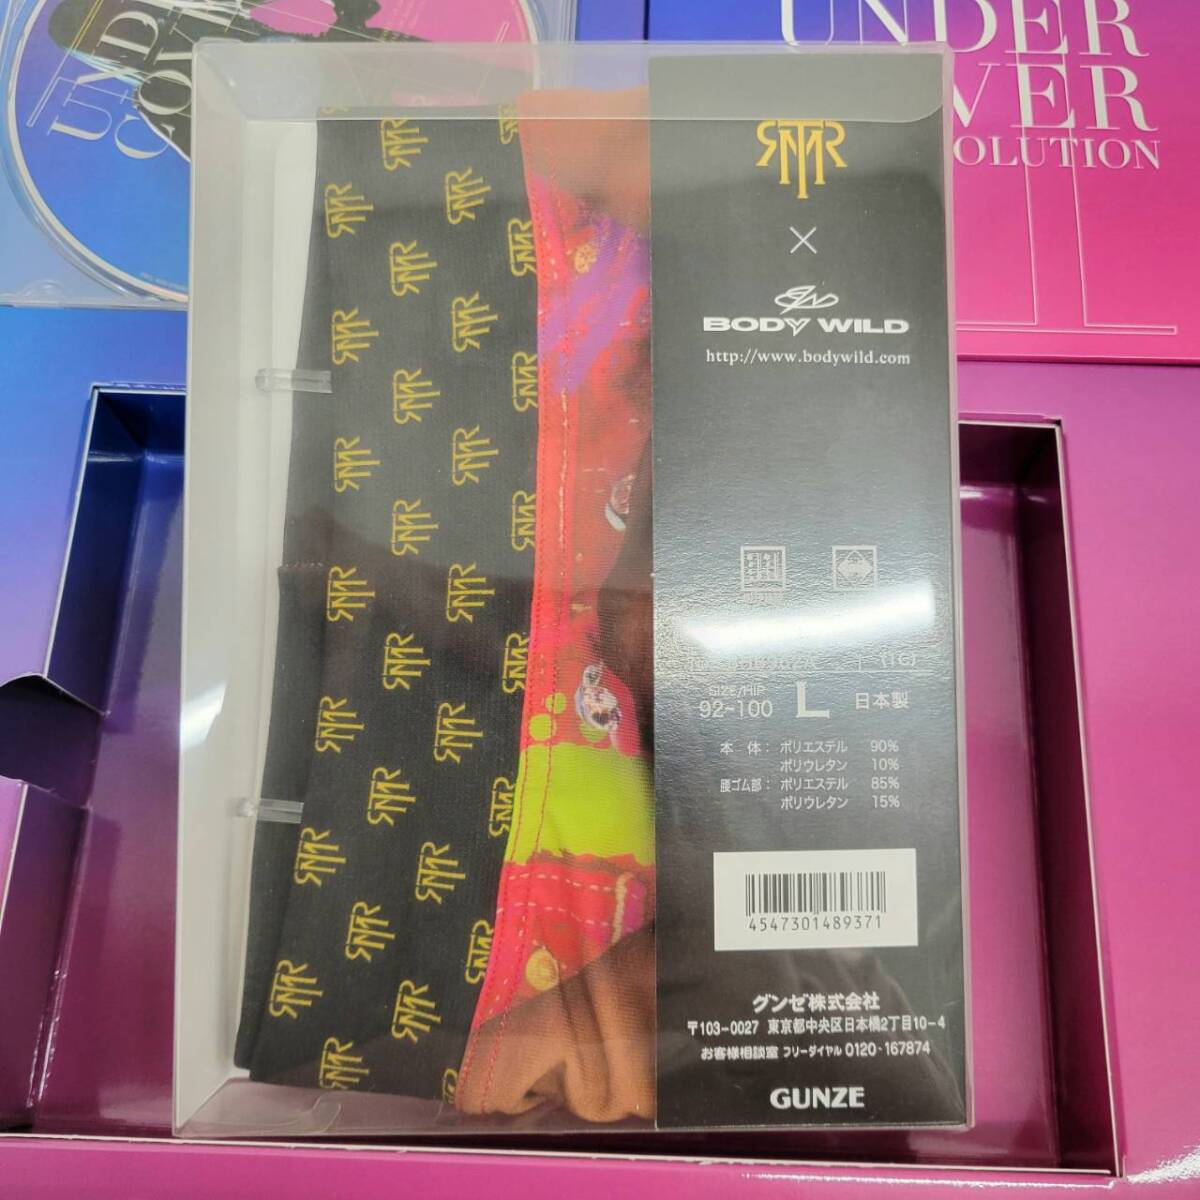 UNDER
VER
OLUTION
UND
COV
TMR
×
BODY WILD
http://www.bodywild.com
SIZE/HIP
92-100 L 日本製
本 体: ポリエステル 90%
ポリウレタン 10%
腰ゴム部: ポリエステル 85%
ポリウレタン 15%
4547301489371
グンゼ株式会社
〒103-0027 東京都中央区日本橋2丁目10-4
お客様相談室 フリーダイヤル 0120-167874
GUNZE